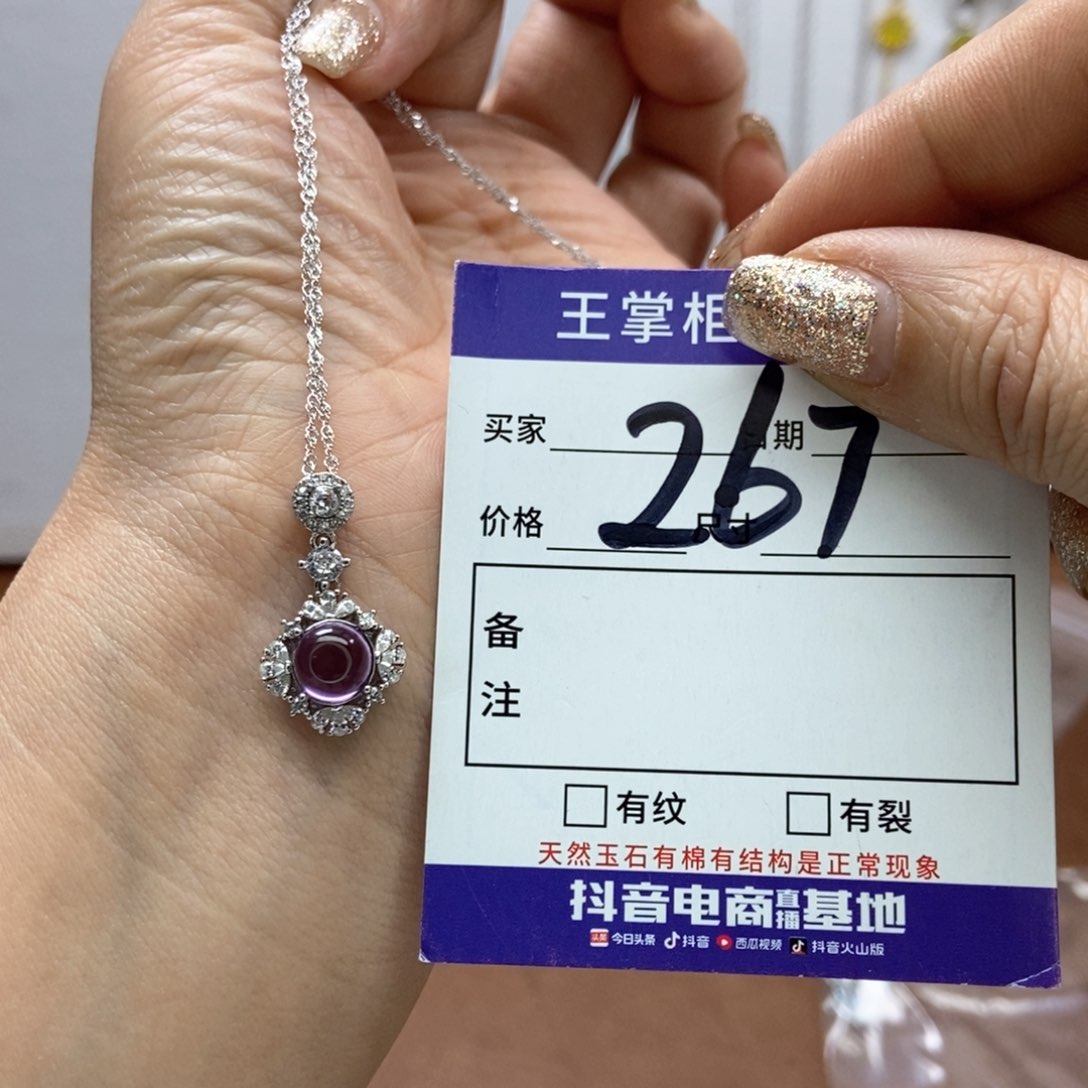 王掌柜
267
买家 日期
价格 尺寸
备
注
有纹 有裂
天然玉石有棉有结构是正常现象
抖音电商直播基地
头条 今日头条 抖音 西瓜视频 抖音火山版